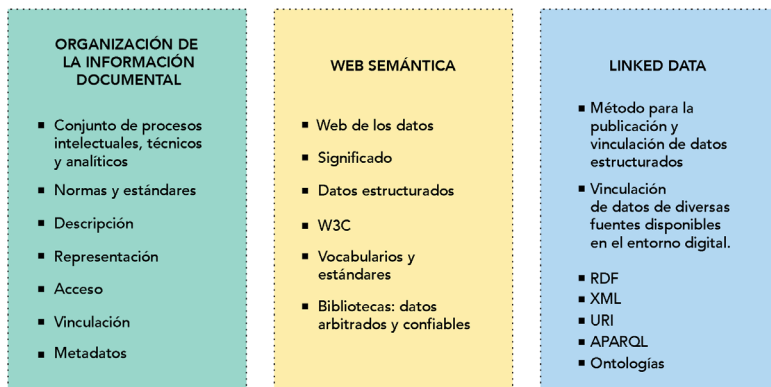 ORGANIZACIÓN DE
LA INFORMACIÓN
DOCUMENTAL
■ Conjunto de procesos
intelectuales, técnicos
y analíticos
■ Normas y estándares
■ Descripción
■ Representación
■ Acceso
■ Vinculación
■ Metadatos
WEB SEMÁNTICA
■ Web de los datos
■ Significado
■ Datos estructurados
■ W3C
■ Vocabularios y
estándares
■ Bibliotecas: datos
arbitrados y confiables
LINKED DATA
■ Método para la
publicación y
vinculación de datos
estructurados
■ Vinculación
de datos de diversas
fuentes disponibles
en el entorno digital.
■ RDF
■ XML
■ URI
■ APARQL
■ Ontologías